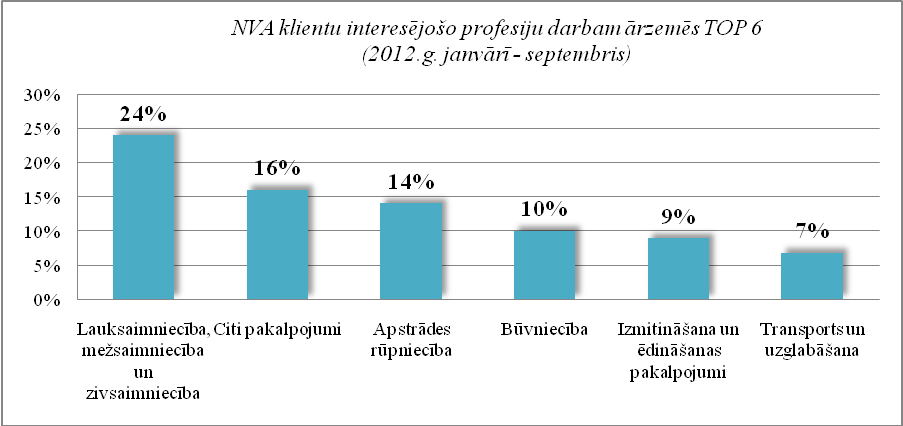 NVA klientu interesējošo profesiju darbam ārzemēs TOP 6
(2012.g. janvārī - septembris)
30%
25%
20%
15%
10%
5%
0%
24%
16%
14%
10%
9%
7%
Lauksaimniecība,
mežsaimniecība
un
zivsaimniecība
Citi pakalpojumi
Apstrādes
rūpniecība
Būvniecība
Izmitināšana un
ēdināšanas
pakalpojumi
Transports un
uzglabāšana